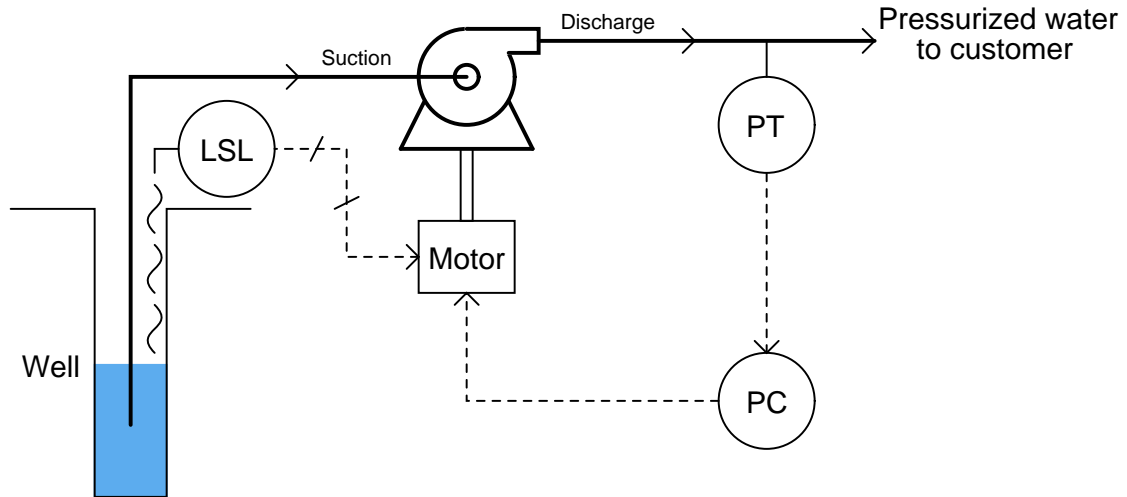 Pressurized water
to customer
Discharge
Suction
PT
LSL
Motor
Well
PC